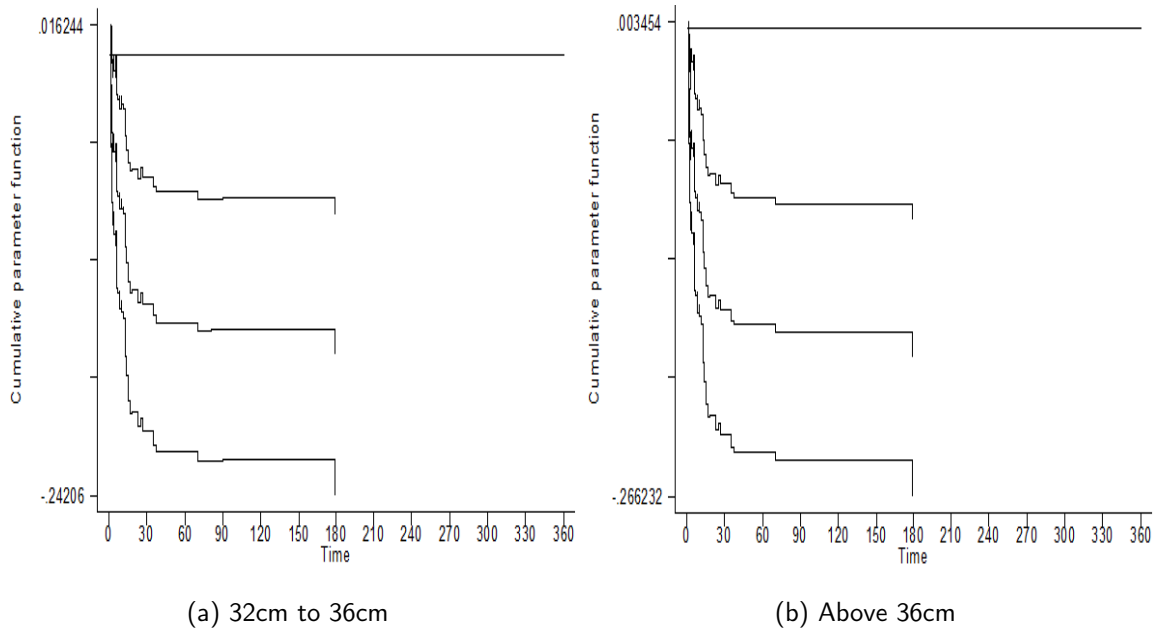 .016244
Cumulative parameter function
-.24206
0 30 60 90 120 150 180 210 240 270 300 330 360
Time
(a) 32cm to 36cm
.003454
Cumulative parameter function
-.266232
0 30 60 90 120 150 180 210 240 270 300 330 360
Time
(b) Above 36cm